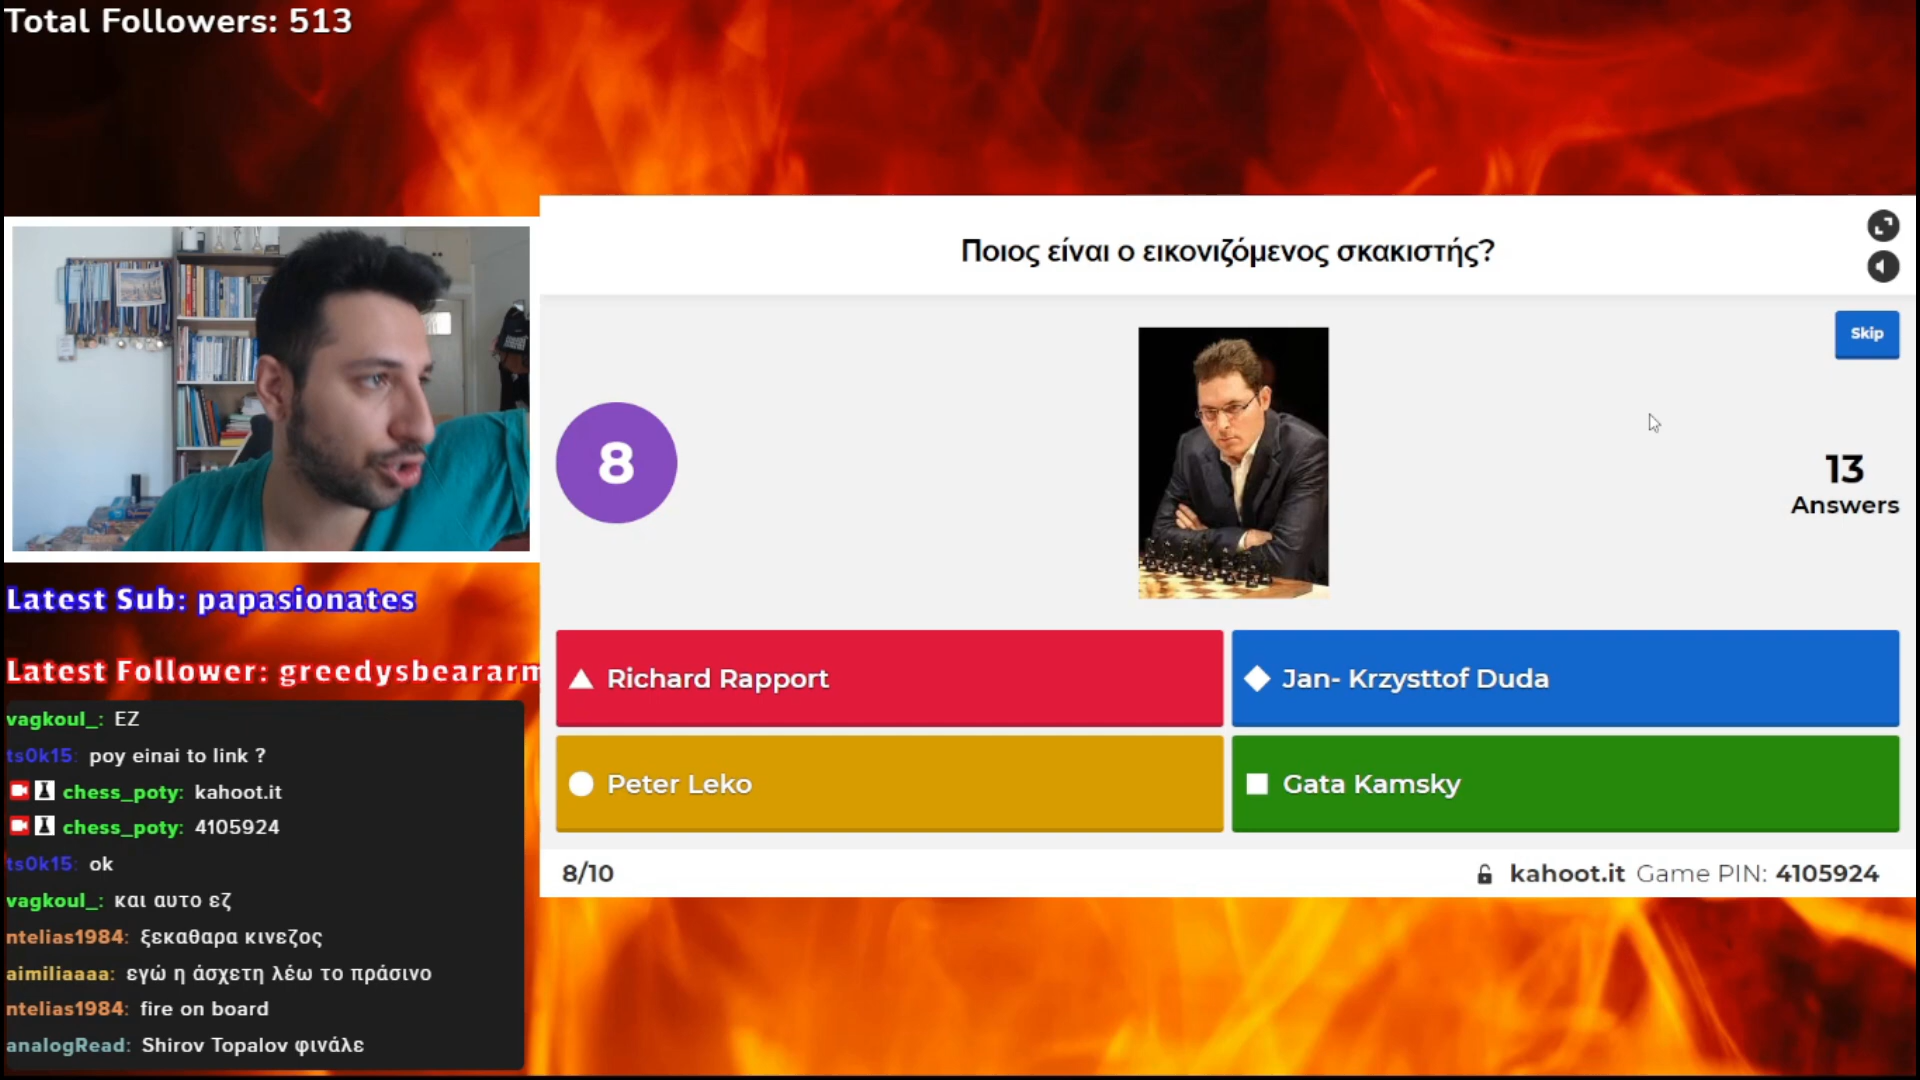 Total Followers: 513
Ποιος είναι ο εικονιζόμενος σκακιστής?
Skip
8
13
Answers
Richard Rapport
Jan- Krzysttof Duda
Peter Leko
Gata Kamsky
8/10
kahoot.it Game PIN: 4105924
Latest Sub: papasionates
Latest Follower: greedysbeararm
vagkoul_: EZ
ts0k15: poy einai to link ?
chess_poty: kahoot.it
chess_poty: 4105924
ts0k15: ok
vagkoul_: και αυτο εζ
ntelias1984: ξεκαθαρα κινεζος
aimiliaaaa: εγώ η άσχετη λέω το πράσινο
ntelias1984: fire on board
analogRead: Shirov Topalov φινάλε